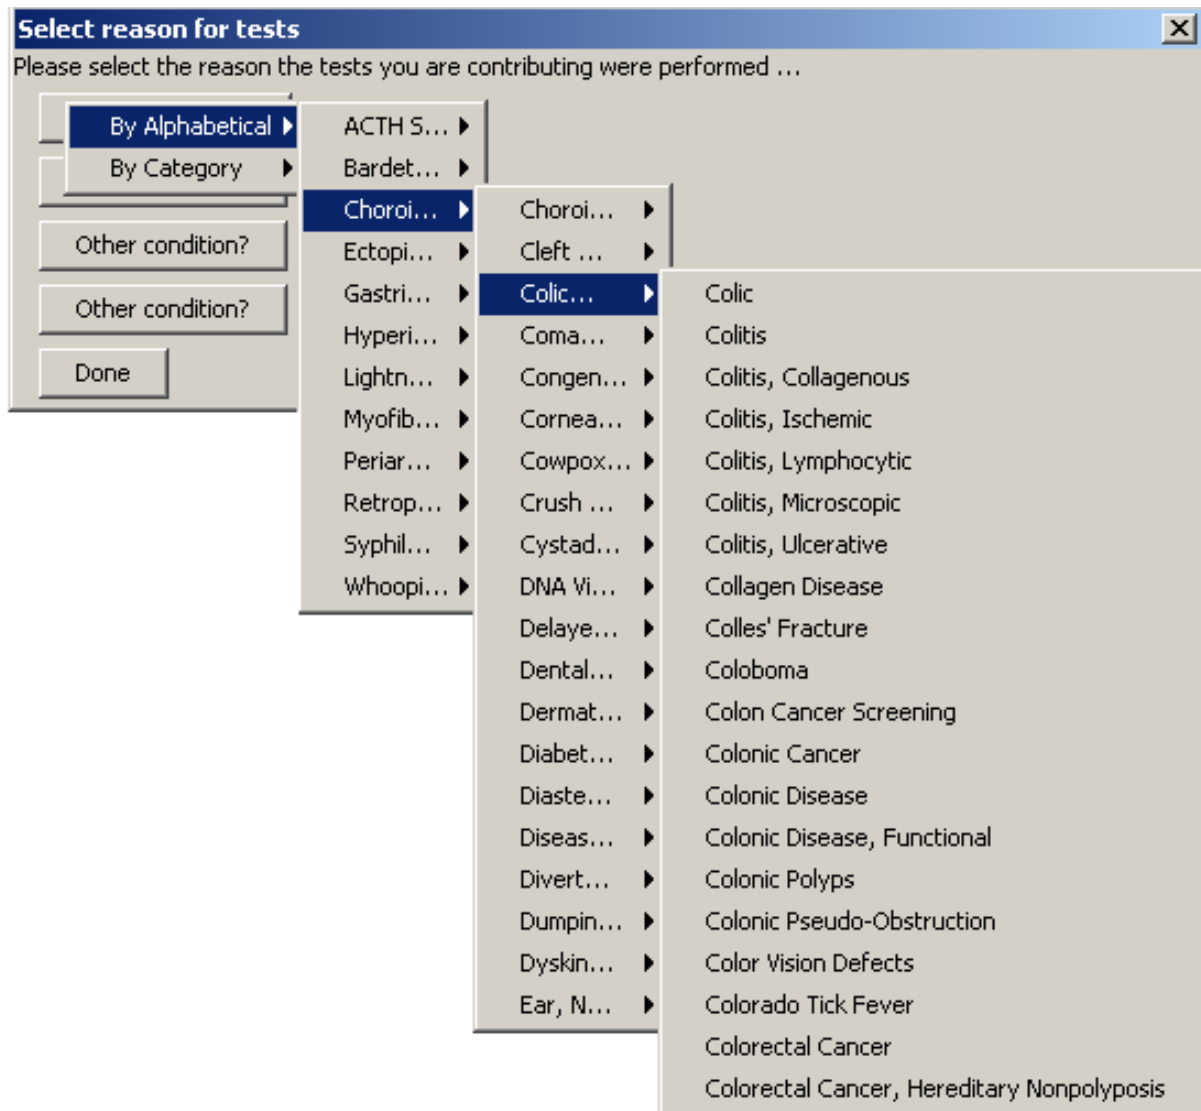 Select reason for tests
Please select the reason the tests you are contributing were performed ...
By Alphabetical
By Category
Other condition?
Other condition?
Done
ACTH S...
Bardet...
Choroi...
Ectopi...
Gastri...
Hyperi...
Lightn...
Myofib...
Periar...
Retrop...
Syphil...
Whoopi...
Choroi...
Cleft ...
Colic...
Coma...
Congen...
Cornea...
Cowpox...
Crush ...
Cystad...
DNA Vi...
Delaye...
Dental...
Dermat...
Diabet...
Diaste...
Diseas...
Divert...
Dumpin...
Dyskin...
Ear, N...
Colic
Colitis
Colitis, Collagenous
Colitis, Ischemic
Colitis, Lymphocytic
Colitis, Microscopic
Colitis, Ulcerative
Collagen Disease
Colles' Fracture
Coloboma
Colon Cancer Screening
Colonic Cancer
Colonic Disease
Colonic Disease, Functional
Colonic Polyps
Colonic Pseudo-Obstruction
Color Vision Defects
Colorado Tick Fever
Colorectal Cancer
Colorectal Cancer, Hereditary Nonpolyposis